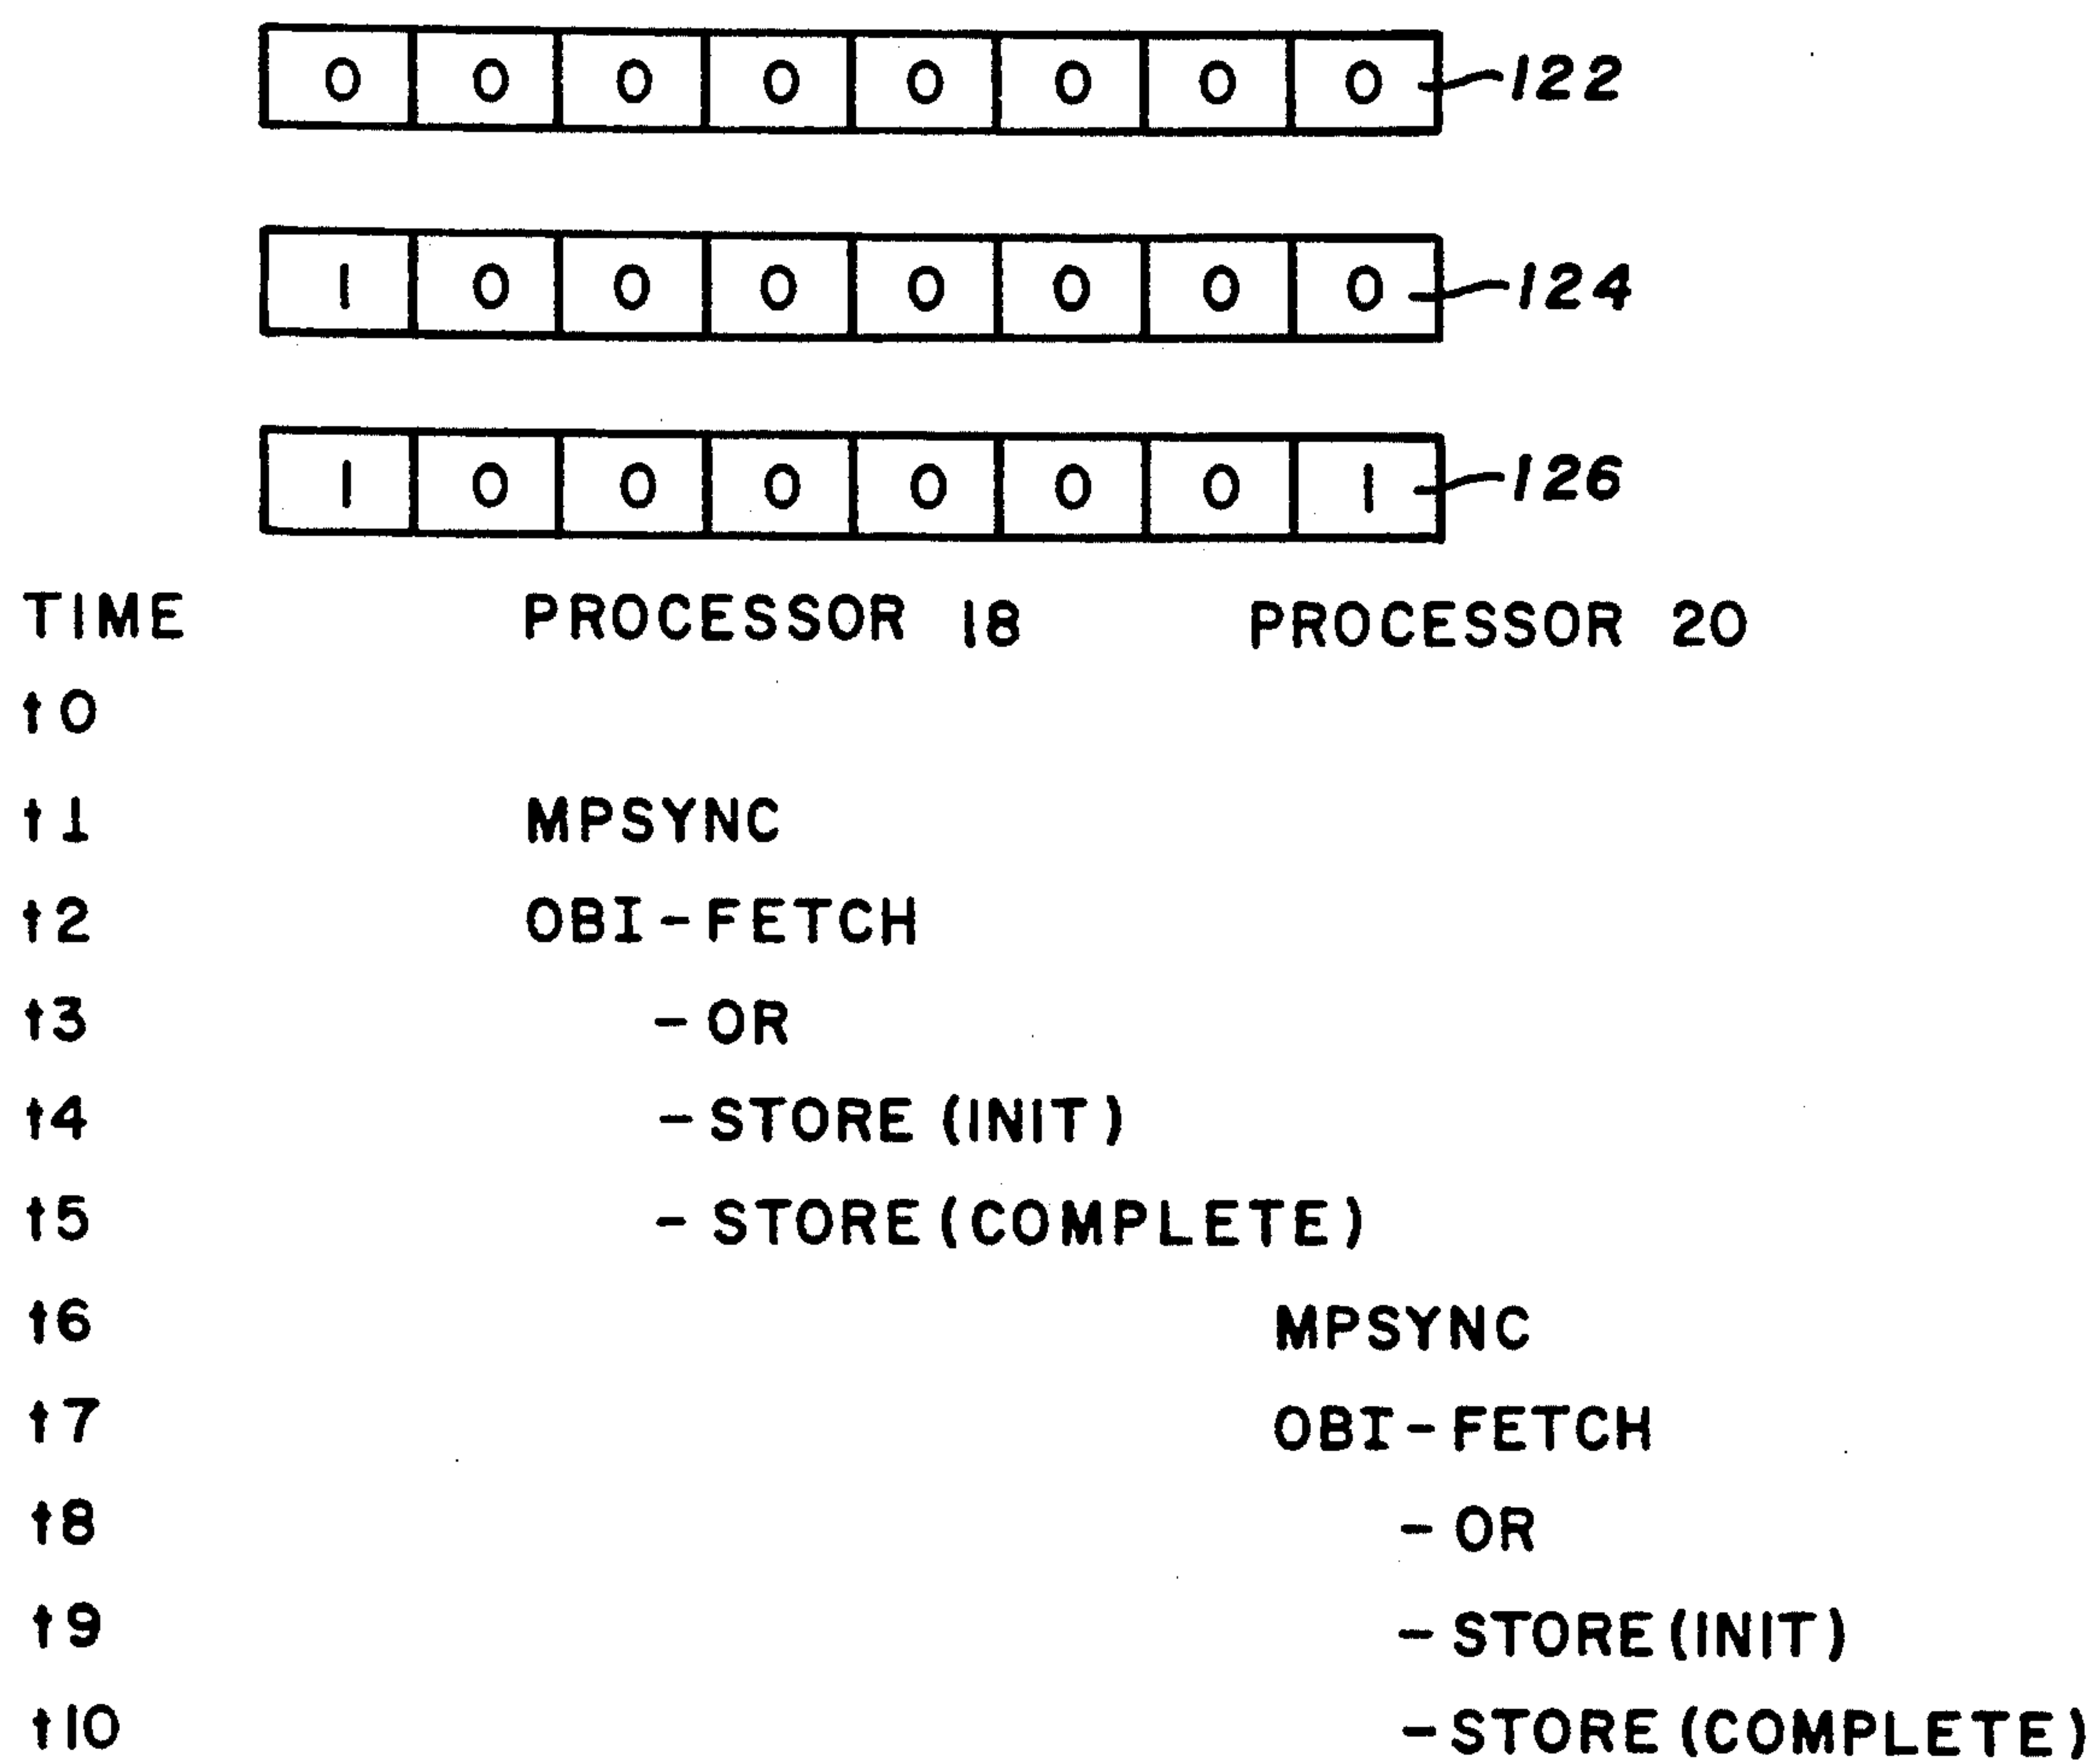 0 0 0 0 0 0 0 0 122
1 0 0 0 0 0 0 0 124
1 0 0 0 0 0 0 1 126
TIME PROCESSOR 18 PROCESSOR 20
t0
t1 MPSYNC
t2 OBI-FETCH
t3 -OR
t4 -STORE (INIT)
t5 -STORE (COMPLETE)
t6 MPSYNC
t7 OBI-FETCH
t8 -OR
t9 -STORE (INIT)
t10 -STORE (COMPLETE)